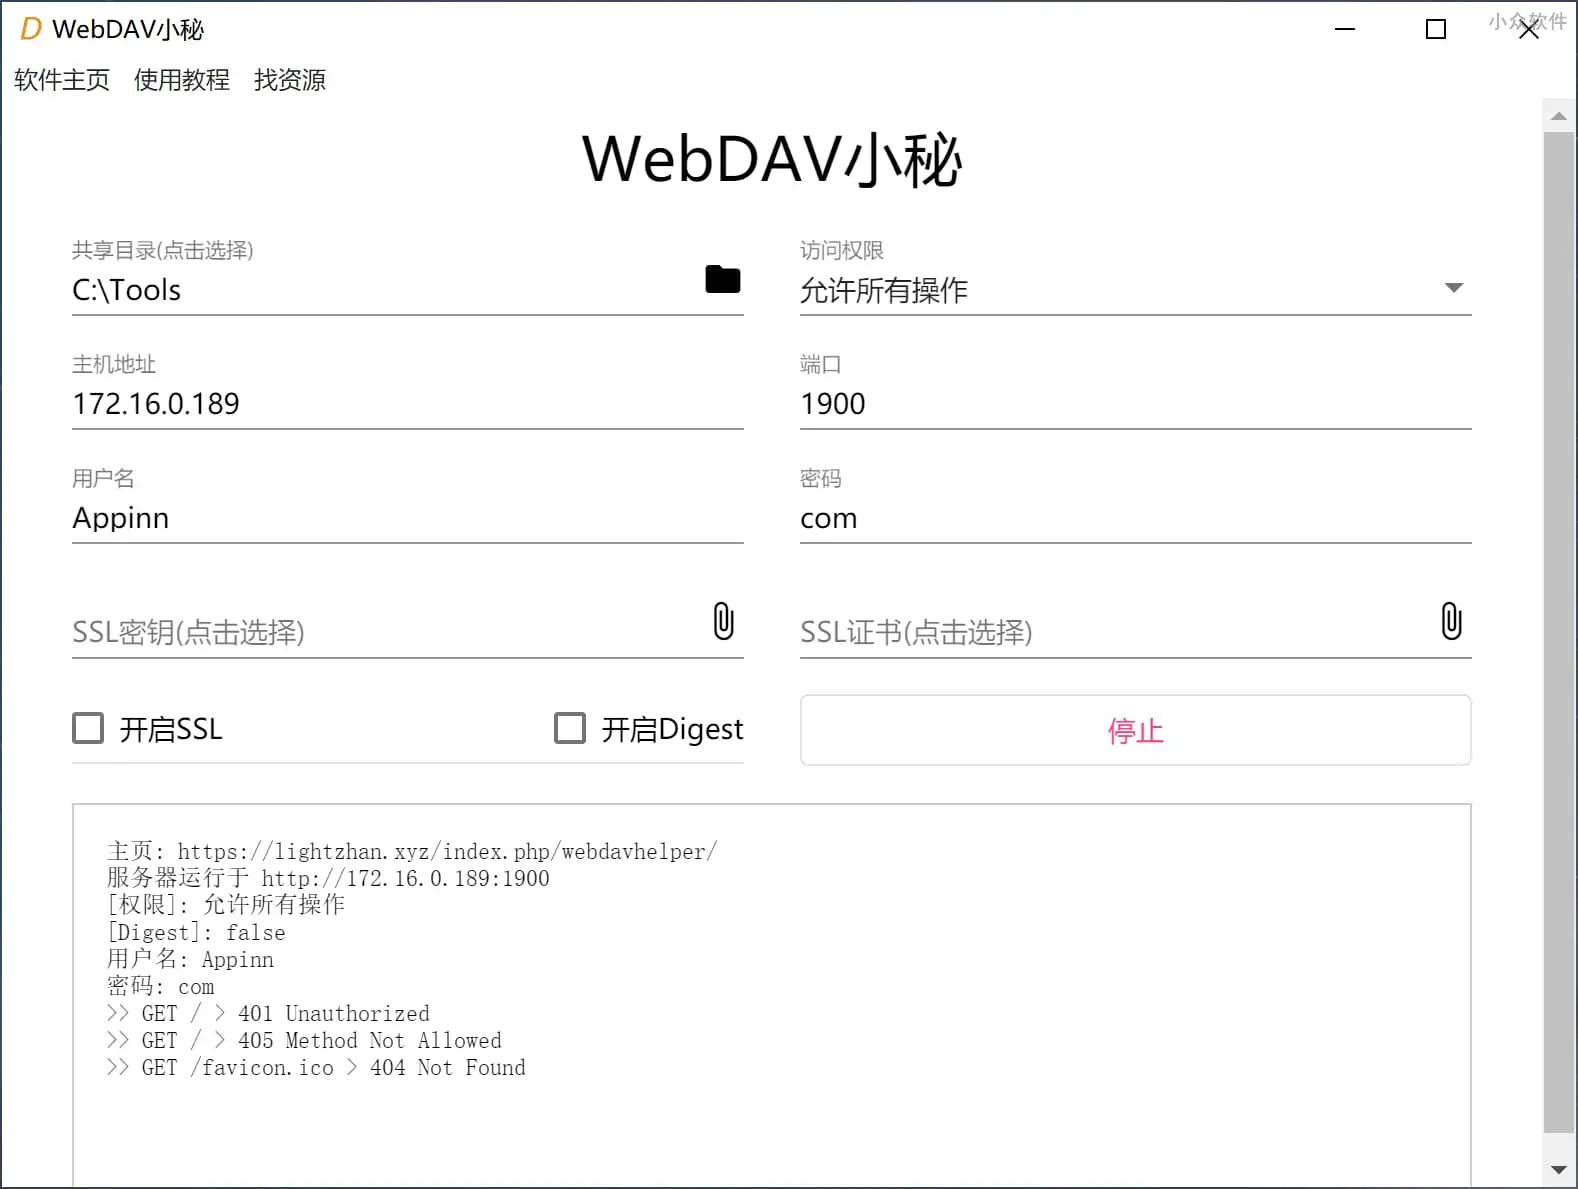 D WebDAV小秘
小众软件
软件主页 使用教程 找资源
WebDAV小秘
共享目录(点击选择) 访问权限
C:\Tools 允许所有操作
主机地址 端口
172.16.0.189 1900
用户名 密码
Appinn com
SSL密钥(点击选择) SSL证书(点击选择)
开启SSL 开启Digest 停止
主页: https://lightzhan.xyz/index.php/webdavhelper/
服务器运行于 http://172.16.0.189:1900
[权限]: 允许所有操作
[Digest]: false
用户名: Appinn
密码: com
>> GET / > 401 Unauthorized
>> GET / > 405 Method Not Allowed
>> GET /favicon.ico > 404 Not Found